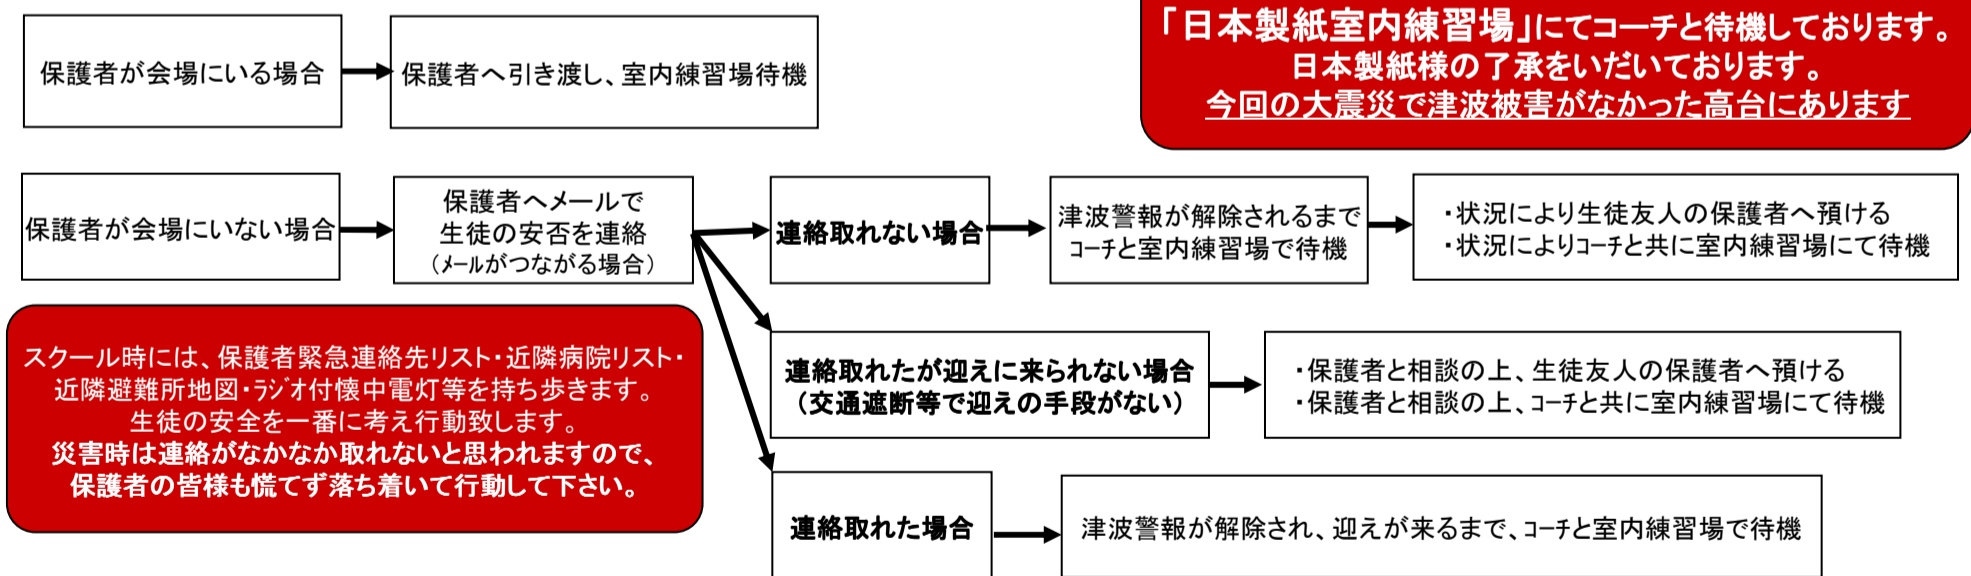 「日本製紙室内練習場」にてコーチと待機しております。
日本製紙様の了承をいだいております。
今回の大震災で津波被害がなかった高台にあります
保護者が会場にいる場合
保護者へ引き渡し、室内練習場待機
保護者が会場にいない場合
保護者へメールで
生徒の安否を連絡
(メールがつながる場合)
連絡取れない場合
津波警報が解除されるまで
コーチと室内練習場で待機
・状況により生徒友人の保護者へ預ける
・状況によりコーチと共に室内練習場にて待機
スクール時には、保護者緊急連絡先リスト・近隣病院リスト・
近隣避難所地図・ラジオ付懐中電灯等を持ち歩きます。
生徒の安全を一番に考え行動致します。
災害時は連絡がなかなか取れないと思われますので、
保護者の皆様も慌てず落ち着いて行動して下さい。
連絡取れたが迎えに来られない場合
(交通遮断等で迎えの手段がない)
・保護者と相談の上、生徒友人の保護者へ預ける
・保護者と相談の上、コーチと共に室内練習場にて待機
連絡取れた場合
津波警報が解除され、迎えが来るまで、コーチと室内練習場で待機